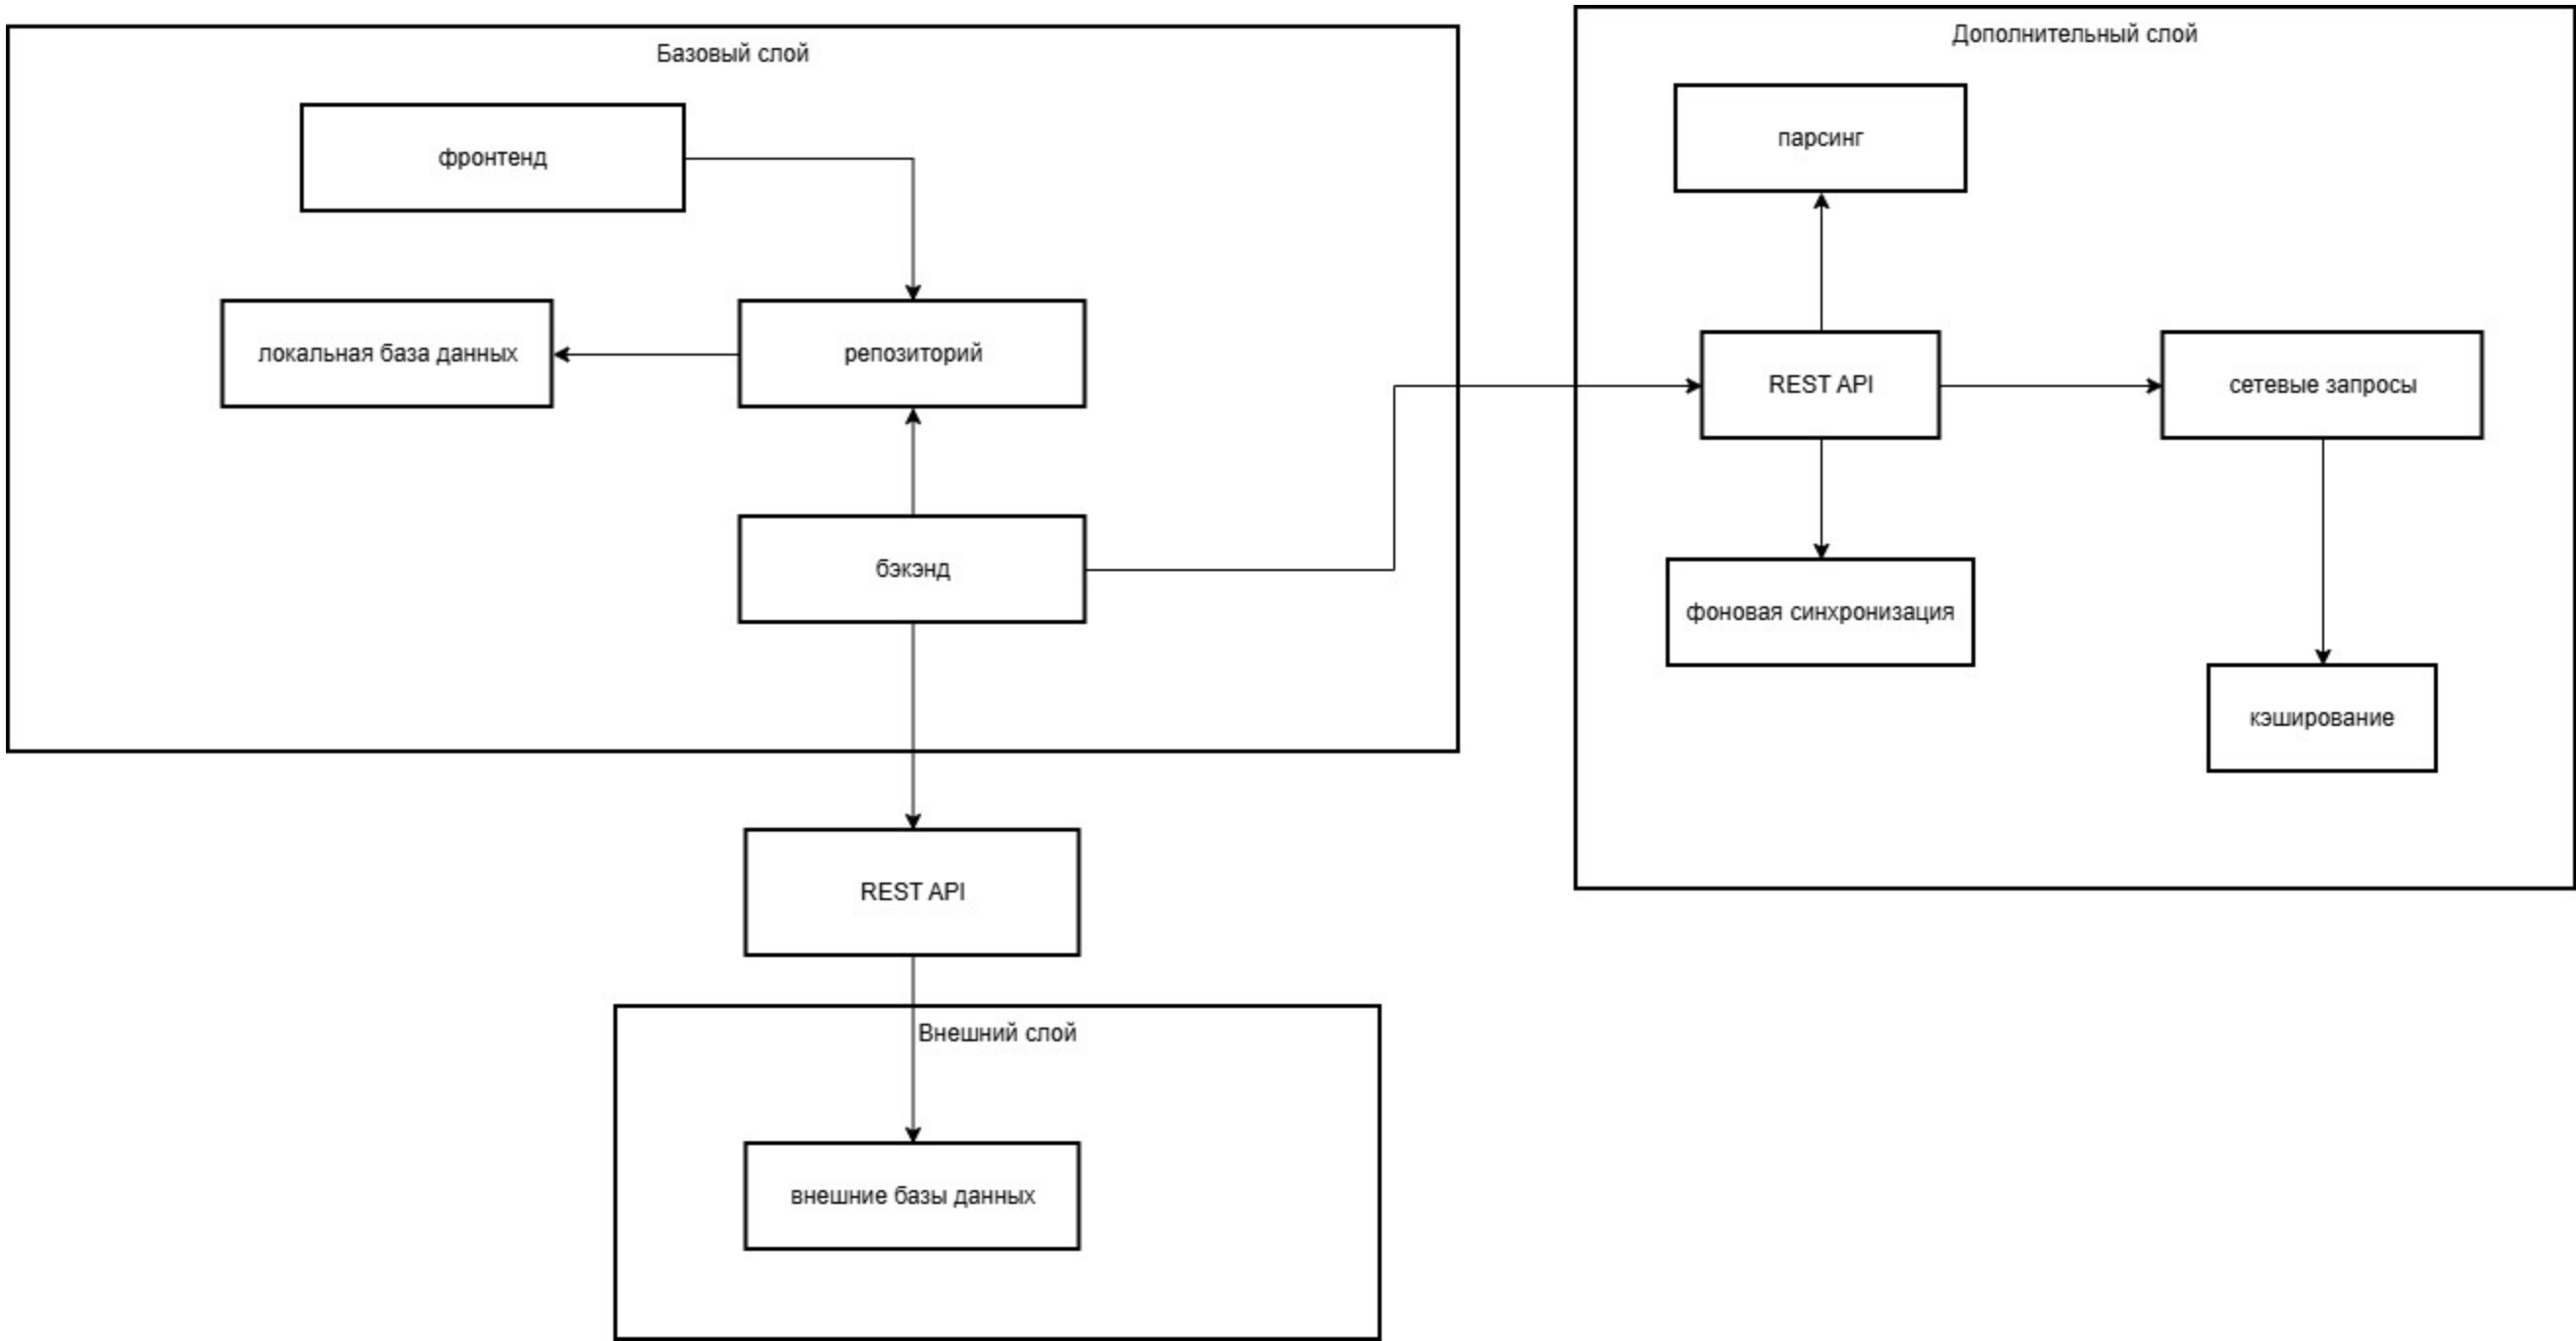 Базовый слой
фронтенд
локальная база данных
репозиторий
бэкэнд
Дополнительный слой
парсинг
REST API
сетевые запросы
фоновая синхронизация
кэширование
REST API
Внешний слой
внешние базы данных